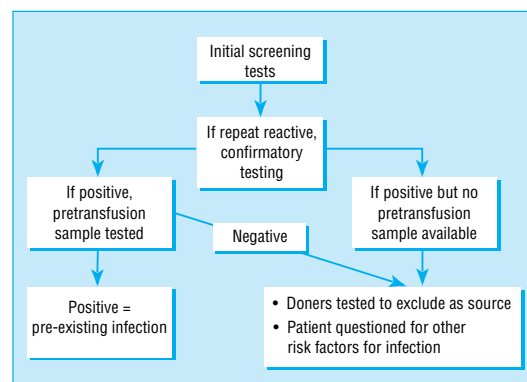 Initial screening
tests
If repeat reactive,
confirmatory
testing
If positive,
pretransfusion
sample tested
If positive but no
pretransfusion
sample available
Negative
Positive =
pre-existing infection
• Doners tested to exclude as source
• Patient questioned for other
risk factors for infection